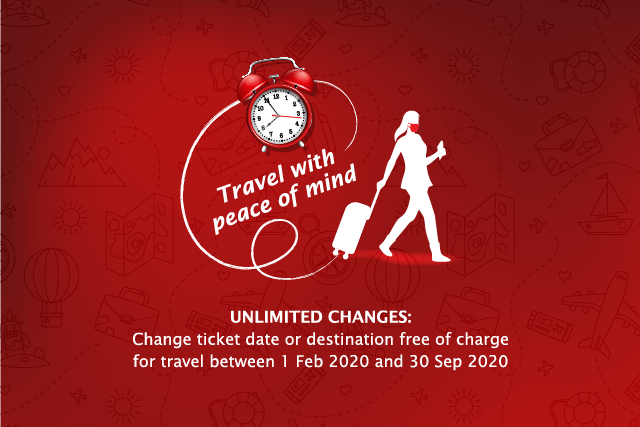 Travel with
peace of mind
UNLIMITED CHANGES:
Change ticket date or destination free of charge
for travel between 1 Feb 2020 and 30 Sep 2020